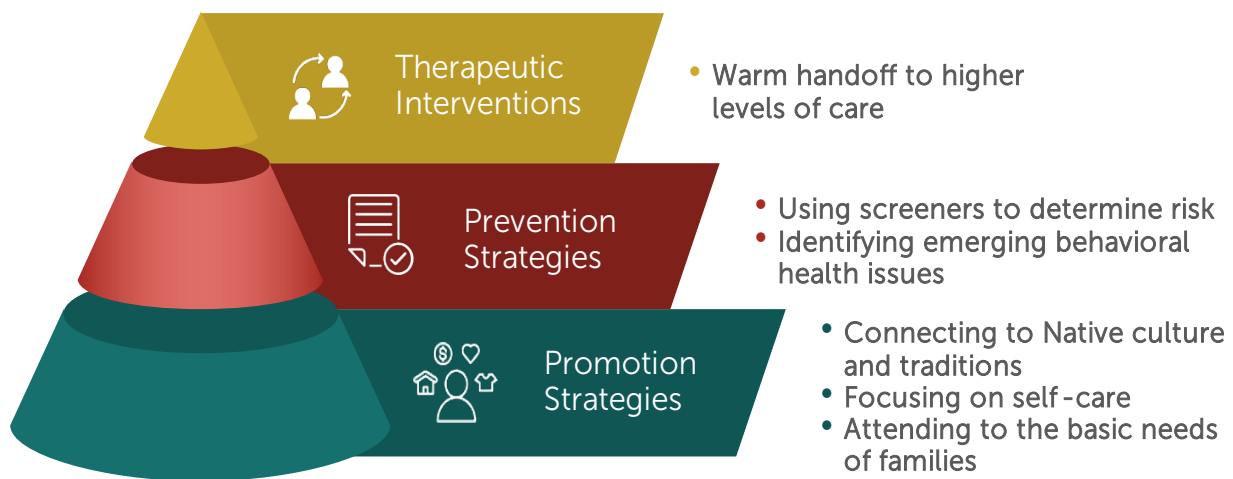 Therapeutic
Interventions
• Warm handoff to higher
levels of care
Prevention
Strategies
• Using screeners to determine risk
• Identifying emerging behavioral
health issues
Promotion
Strategies
• Connecting to Native culture
and traditions
• Focusing on self-care
• Attending to the basic needs
of families
$